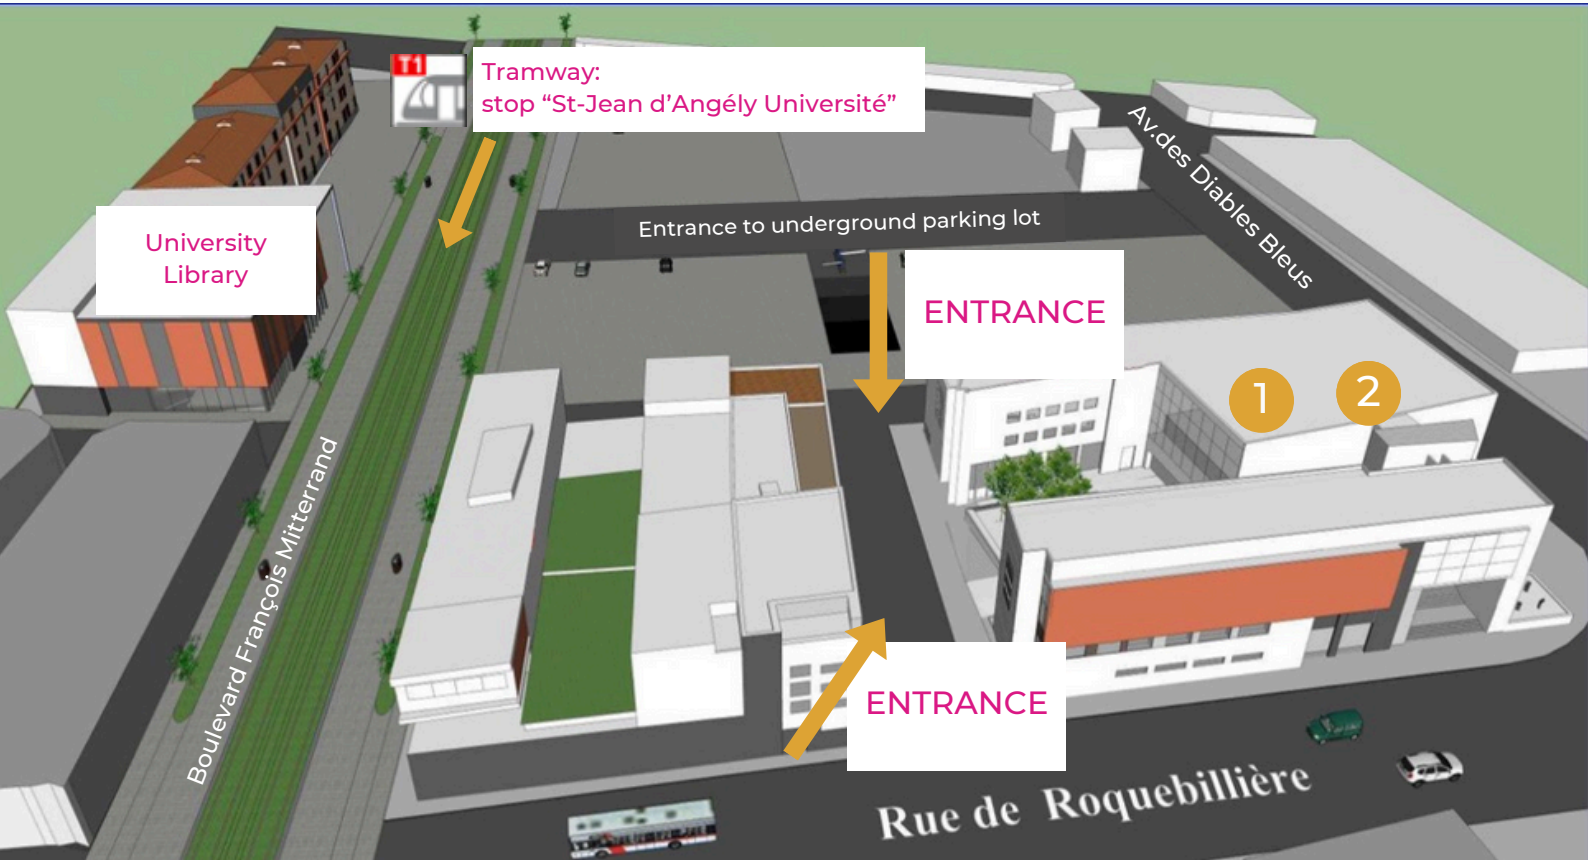 T1
Tramway:
stop “St-Jean d’Angély Université”
Av.des Diables Bleus
University
Library
Entrance to underground parking lot
ENTRANCE
1
2
Boulevard François Mitterrand
ENTRANCE
Rue de Roquebillière